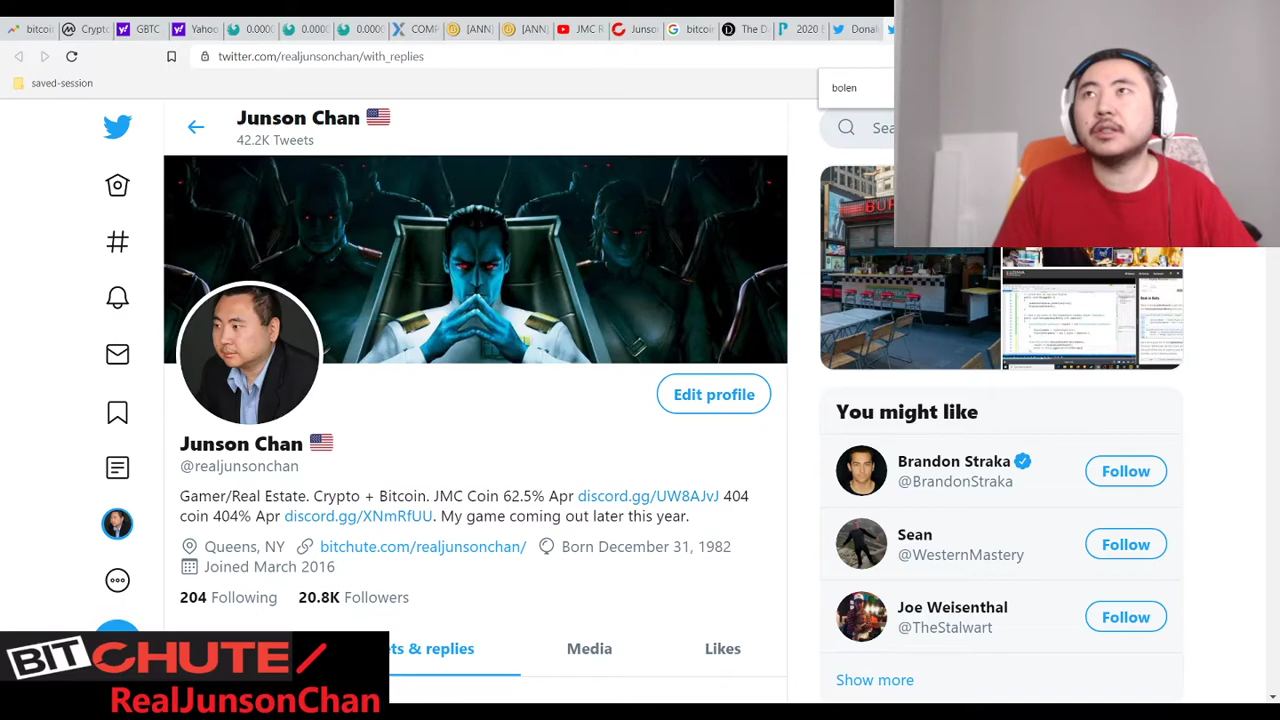 bitcoi
Crypto
GBTC
Yahoo
0.000
0.000
0.000
COMP
[ANN]
[ANN]
JMC R
Junso
bitcoi
The D
2020 E
Donal
twitter.com/realjunsonchan/with_replies
saved-session
bolen
Junson Chan
42.2K Tweets
Sea
BUR
Edit profile
Junson Chan
@realjunsonchan
Gamer/Real Estate. Crypto + Bitcoin. JMC Coin 62.5% Apr discord.gg/UW8AJvJ 404
coin 404% Apr discord.gg/XNmRfUU. My game coming out later this year.
Queens, NY bitchute.com/realjunsonchan/ Born December 31, 1982
Joined March 2016
204 Following 20.8K Followers
ets & replies Media Likes
You might like
Brandon Straka
@BrandonStraka
Follow
Sean
@WesternMastery
Follow
Joe Weisenthal
@TheStalwart
Follow
Show more
BITCHUTE
RealJunsonChan